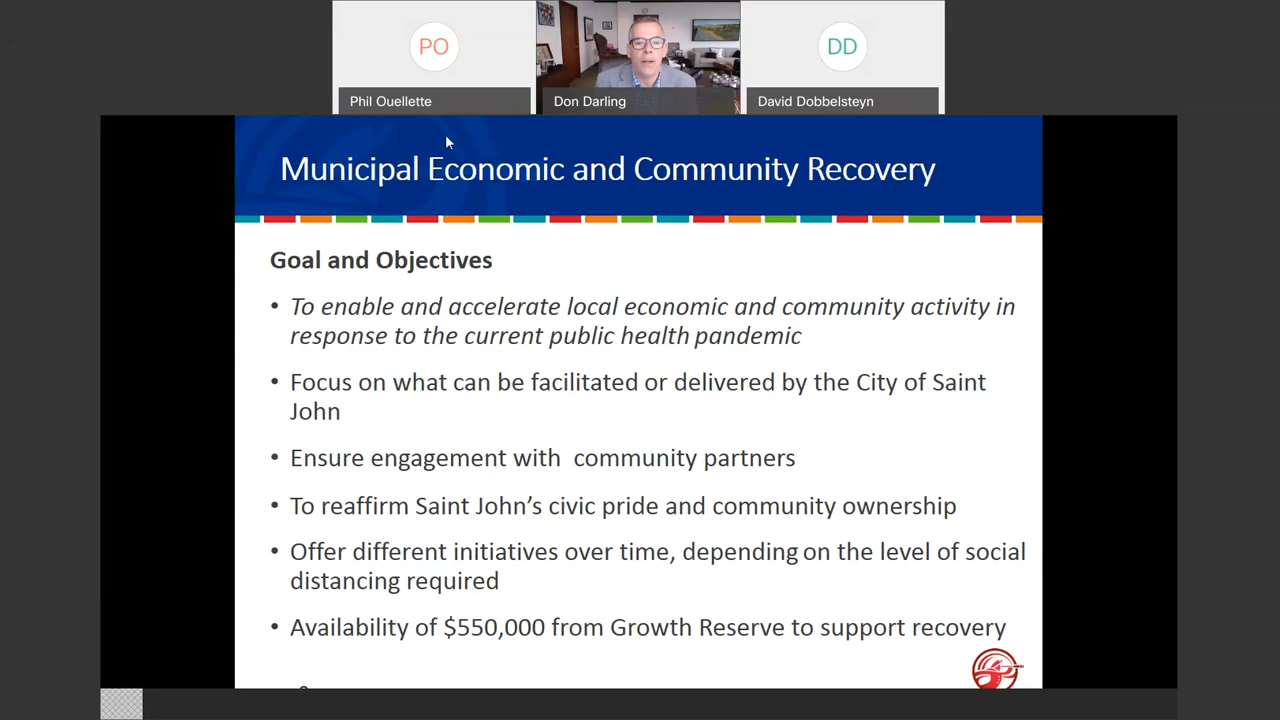 PO
DD
Phil Ouellette
Don Darling
David Dobbelsteyn
Municipal Economic and Community Recovery
Goal and Objectives
• To enable and accelerate local economic and community activity in
response to the current public health pandemic
• Focus on what can be facilitated or delivered by the City of Saint
John
• Ensure engagement with  community partners
• To reaffirm Saint John’s civic pride and community ownership
• Offer different initiatives over time, depending on the level of social
distancing required
• Availability of $550,000 from Growth Reserve to support recovery